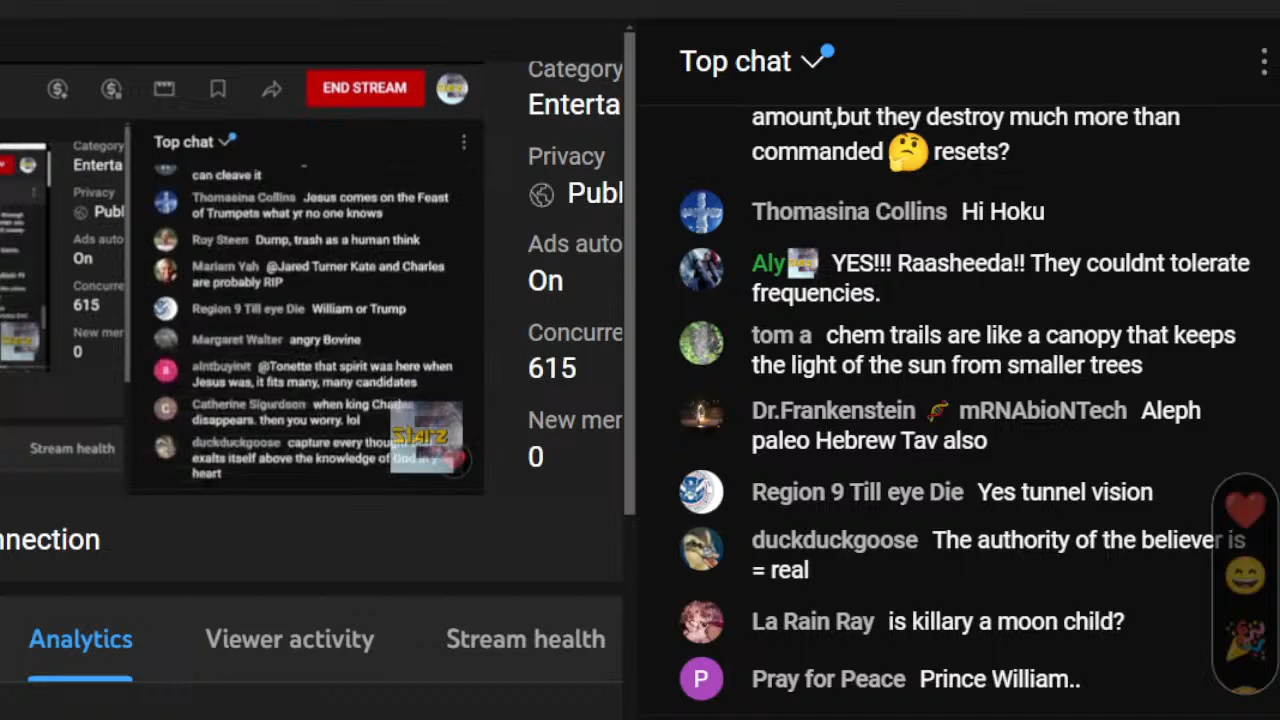 END STREAM
Top chat
can cleave it
Thomasina Collins Jesus comes on the Feast
of Trumpets what yr no one knows
Roy Steen Dump, trash as a human think
Mariam Yah @Jared Turner Kate and Charles
are probably RIP
Region 9 Till eye Die William or Trump
Margaret Walter angry Bovine
@Tonette that spirit was here when
Jesus was, it fits many, many candidates
Catherine Sigurdson when king
disappears. then you worry. lol
duckduckgoose capture every
exalts itself above the knowledge of God in
heart
Starz
Category
Enterta
Privacy
Publ
Ads auto
On
Concurre
615
New mer
0
Stream health
Category
Enterta
Privacy
Publ
Ads auto
On
Concurre
615
New mer
0
nnection
Analytics
Viewer activity
Stream health
Top chat
amount,but they destroy much more than
commanded 🤔 resets?
Thomasina Collins Hi Hoku
Aly YES!!! Raasheeda!! They couldnt tolerate
frequencies.
tom a chem trails are like a canopy that keeps
the light of the sun from smaller trees
Dr.Frankenstein 🧬 mRNAbioNTech Aleph
paleo Hebrew Tav also
Region 9 Till eye Die Yes tunnel vision
duckduckgoose The authority of the believer is
= real
La Rain Ray is killary a moon child?
P Pray for Peace Prince William..